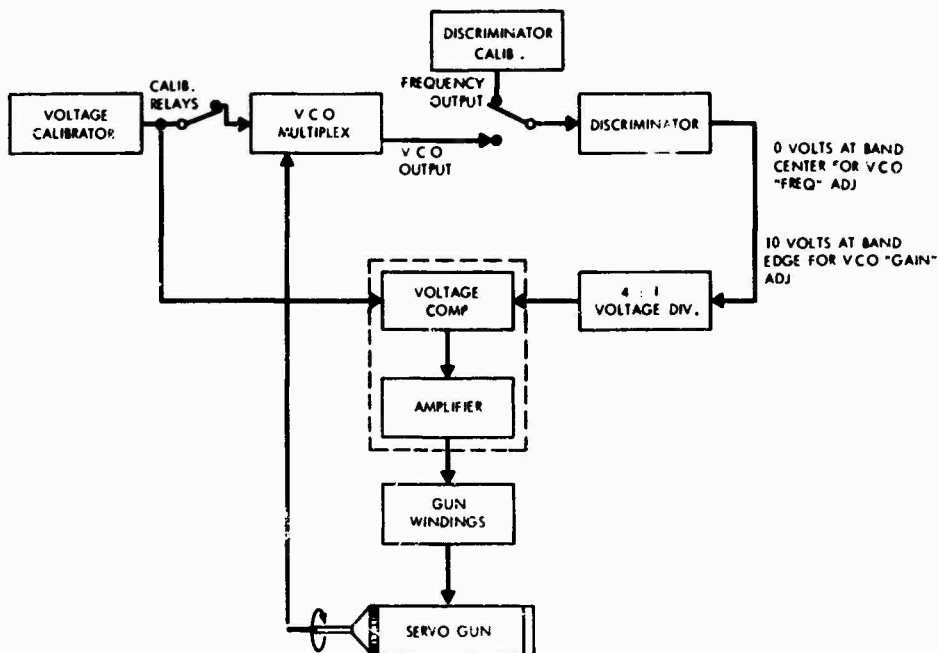 DISCRIMINATOR
CALIB.
CALIB.
RELAYS
FREQUENCY
OUTPUT
VOLTAGE
CALIBRATOR
V C O
MULTIPLEX
DISCRIMINATOR
V C O
OUTPUT
0 VOLTS AT BAND
CENTER FOR VCO
"FREQ" ADJ
10 VOLTS AT BAND
EDGE FOR VCO "GAIN"
ADJ
VOLTAGE
COMP
4 : 1
VOLTAGE DIV.
AMPLIFIER
GUN
WINDINGS
SERVO GUN